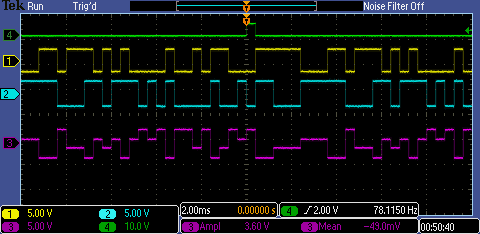 Tek Run Trig'd Noise Filter Off
T
4
1
2
3
2.00ms 0.00000 s 4 2.00 V 78.1150 Hz
1 5.00 V 2 5.00 V
3 5.00 V 4 10.0 V 3 Ampl 3.60 V 3 Mean −43.0mV 00:50:40